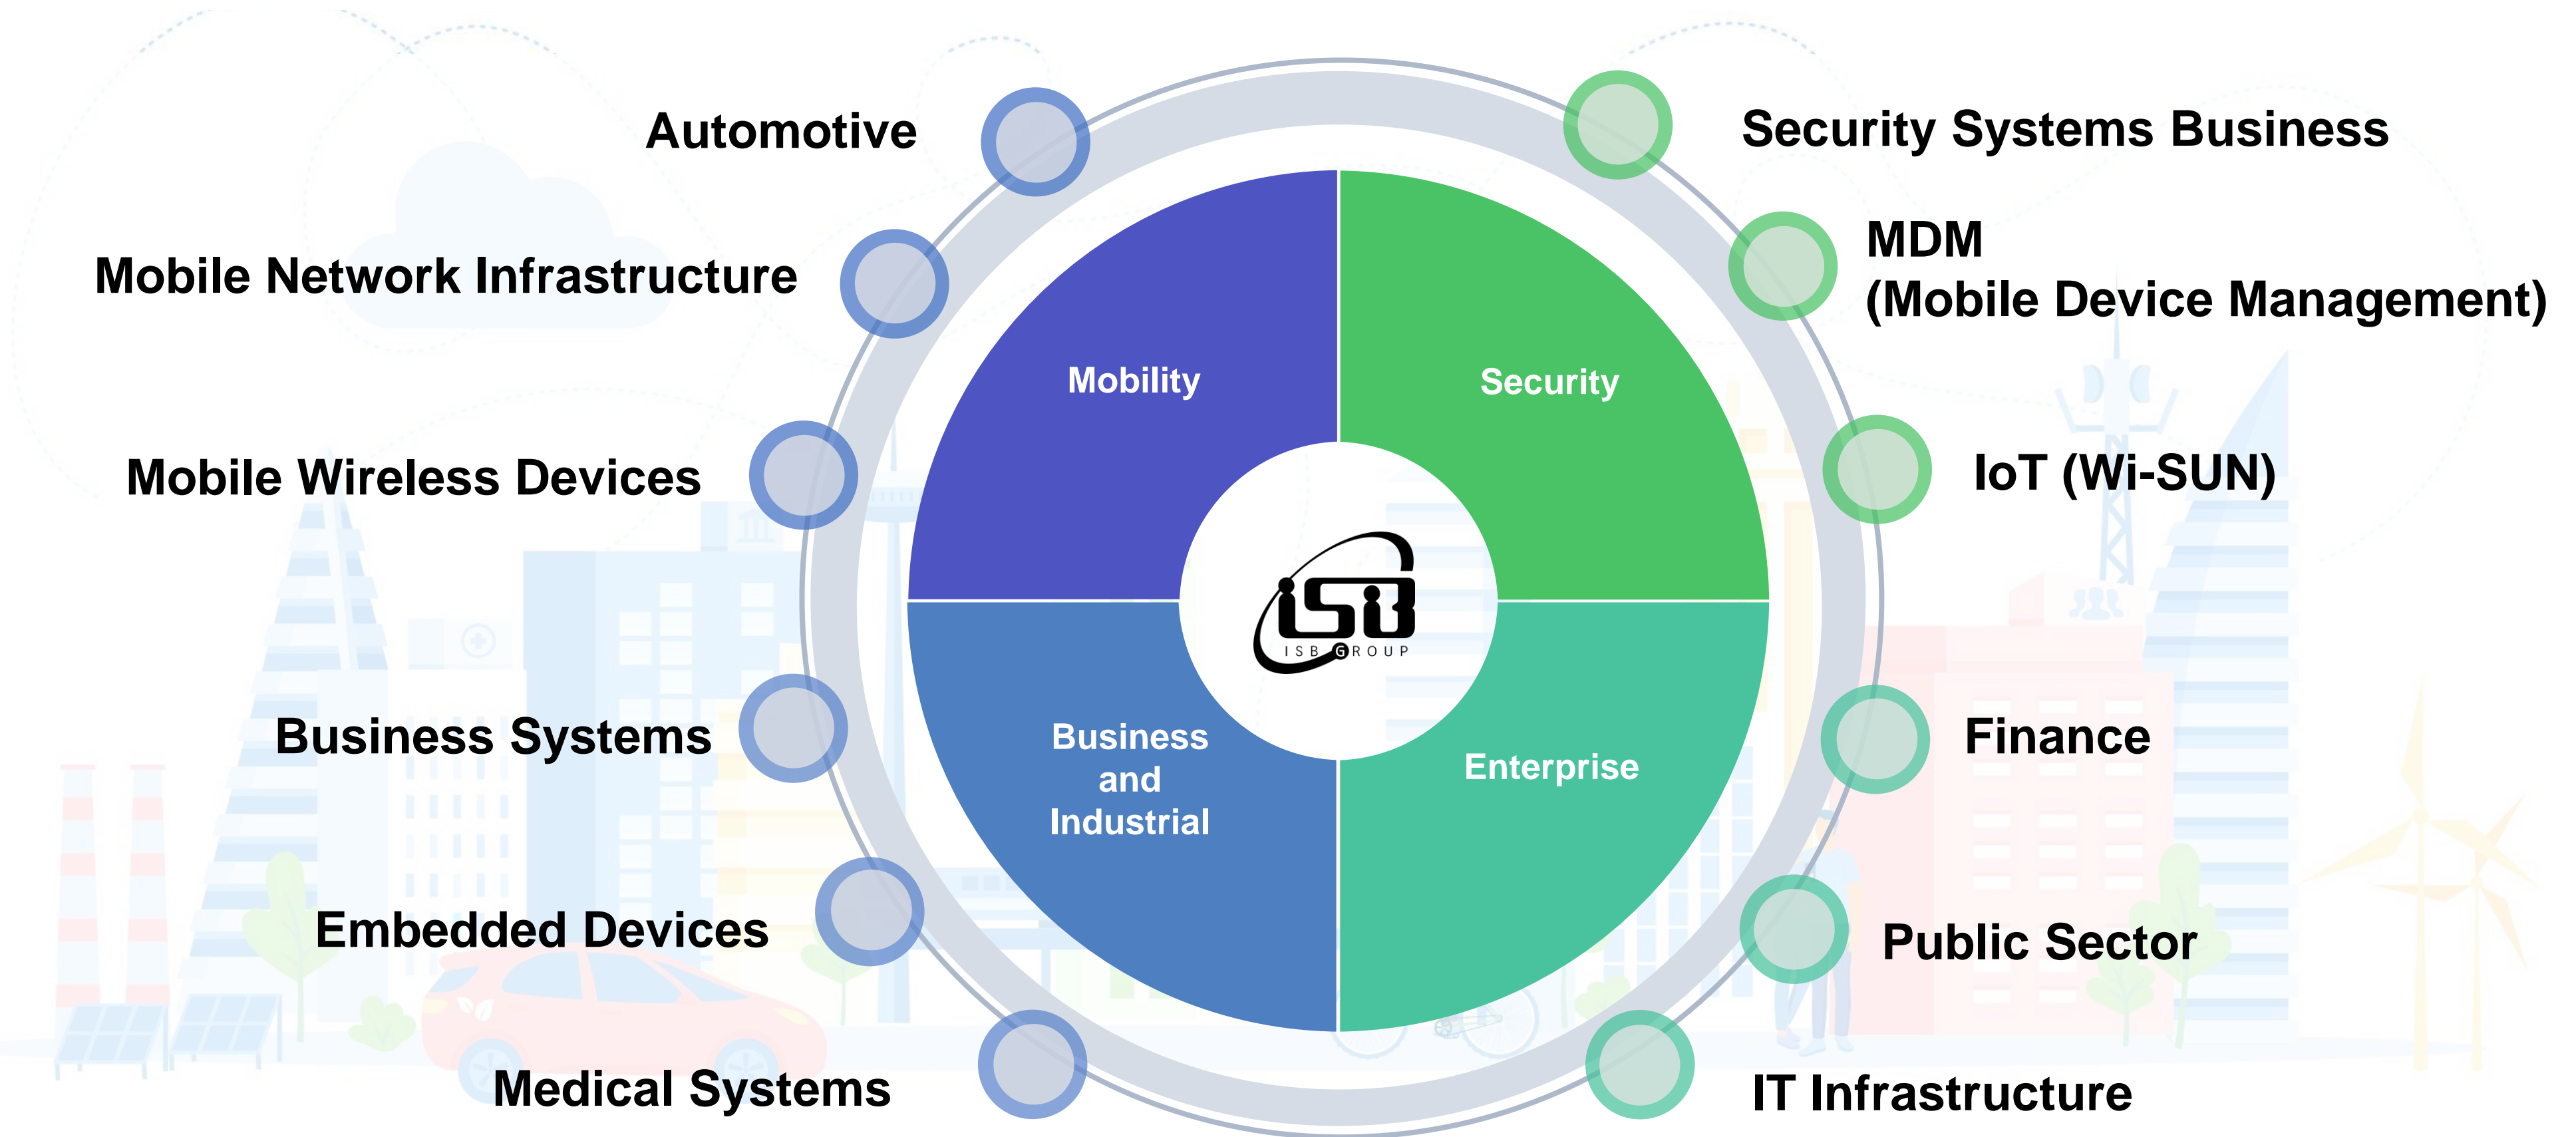 Automotive
Mobile Network Infrastructure
Mobile Wireless Devices
Security Systems Business
MDM
(Mobile Device Management)
IoT (Wi-SUN)
Mobility
Security
iSB
ISB GROUP
Business
and
Industrial
Enterprise
Business Systems
Embedded Devices
Medical Systems
Finance
Public Sector
IT Infrastructure